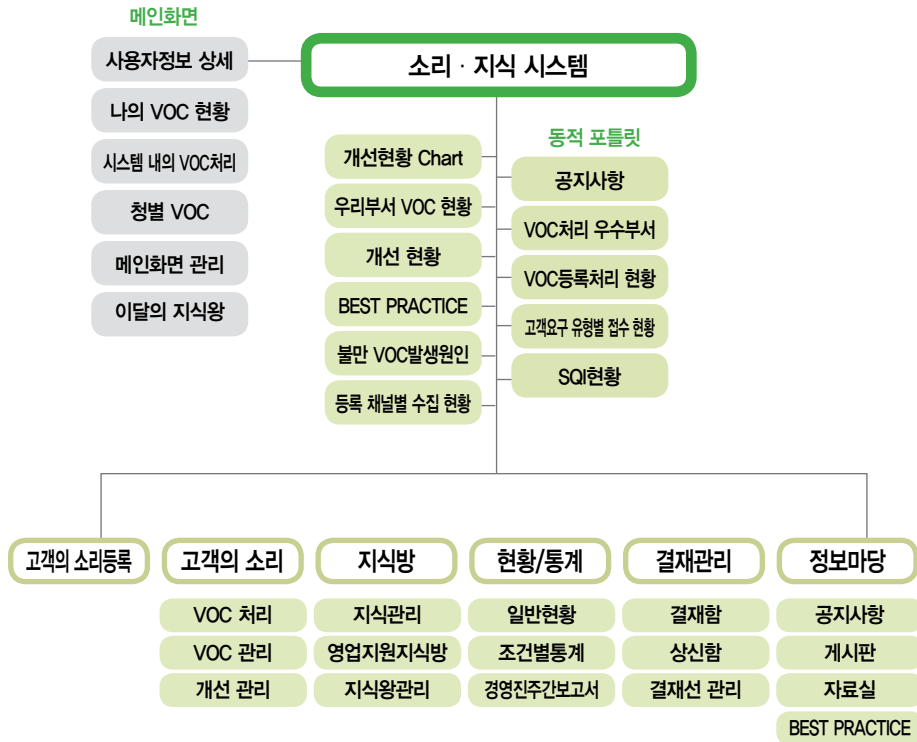 메인화면
사용자정보 상세
나의 VOC 현황
시스템 내의 VOC처리
청별 VOC
메인화면 관리
이달의 지식왕
소리 · 지식 시스템
개선현황 Chart
우리부서 VOC 현황
개선 현황
BEST PRACTICE
불만 VOC발생원인
등록 채널별 수집 현황
동적 포틀릿
공지사항
VOC처리 우수부서
VOC등록처리 현황
고객요구 유형별 접수 현황
SQI현황
고객의 소리등록
고객의 소리
VOC 처리
VOC 관리
개선 관리
지식방
지식관리
영업지원지식방
지식왕관리
현황/통계
일반현황
조건별통계
경영진주간보고서
결재관리
결재함
상신함
결재선 관리
정보마당
공지사항
게시판
자료실
BEST PRACTICE